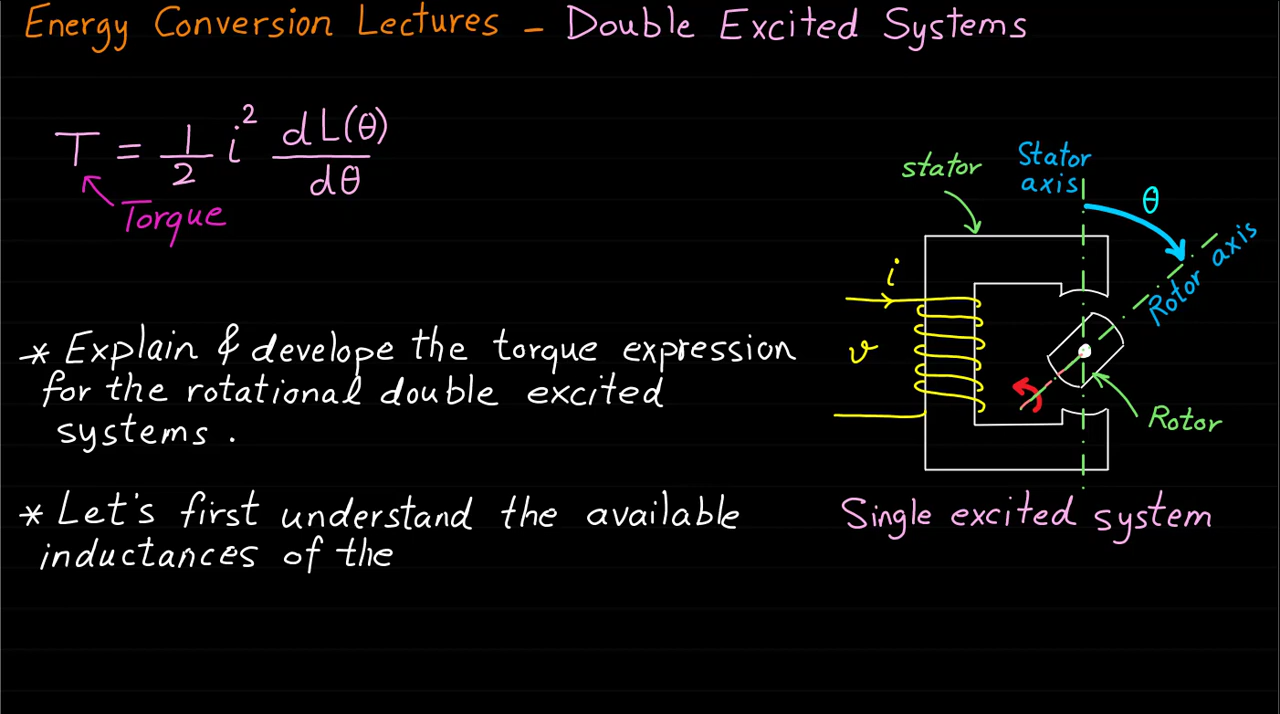 Energy Conversion Lectures - Double Excited Systems
T = 1/2 i² dL(θ)/dθ
Torque
* Explain & develope the torque expression
for the rotational double excited
systems.
* Let's first understand the available
inductances of the
stator
Stator
axis
θ
Rotor axis
i
v
Rotor
Single excited system